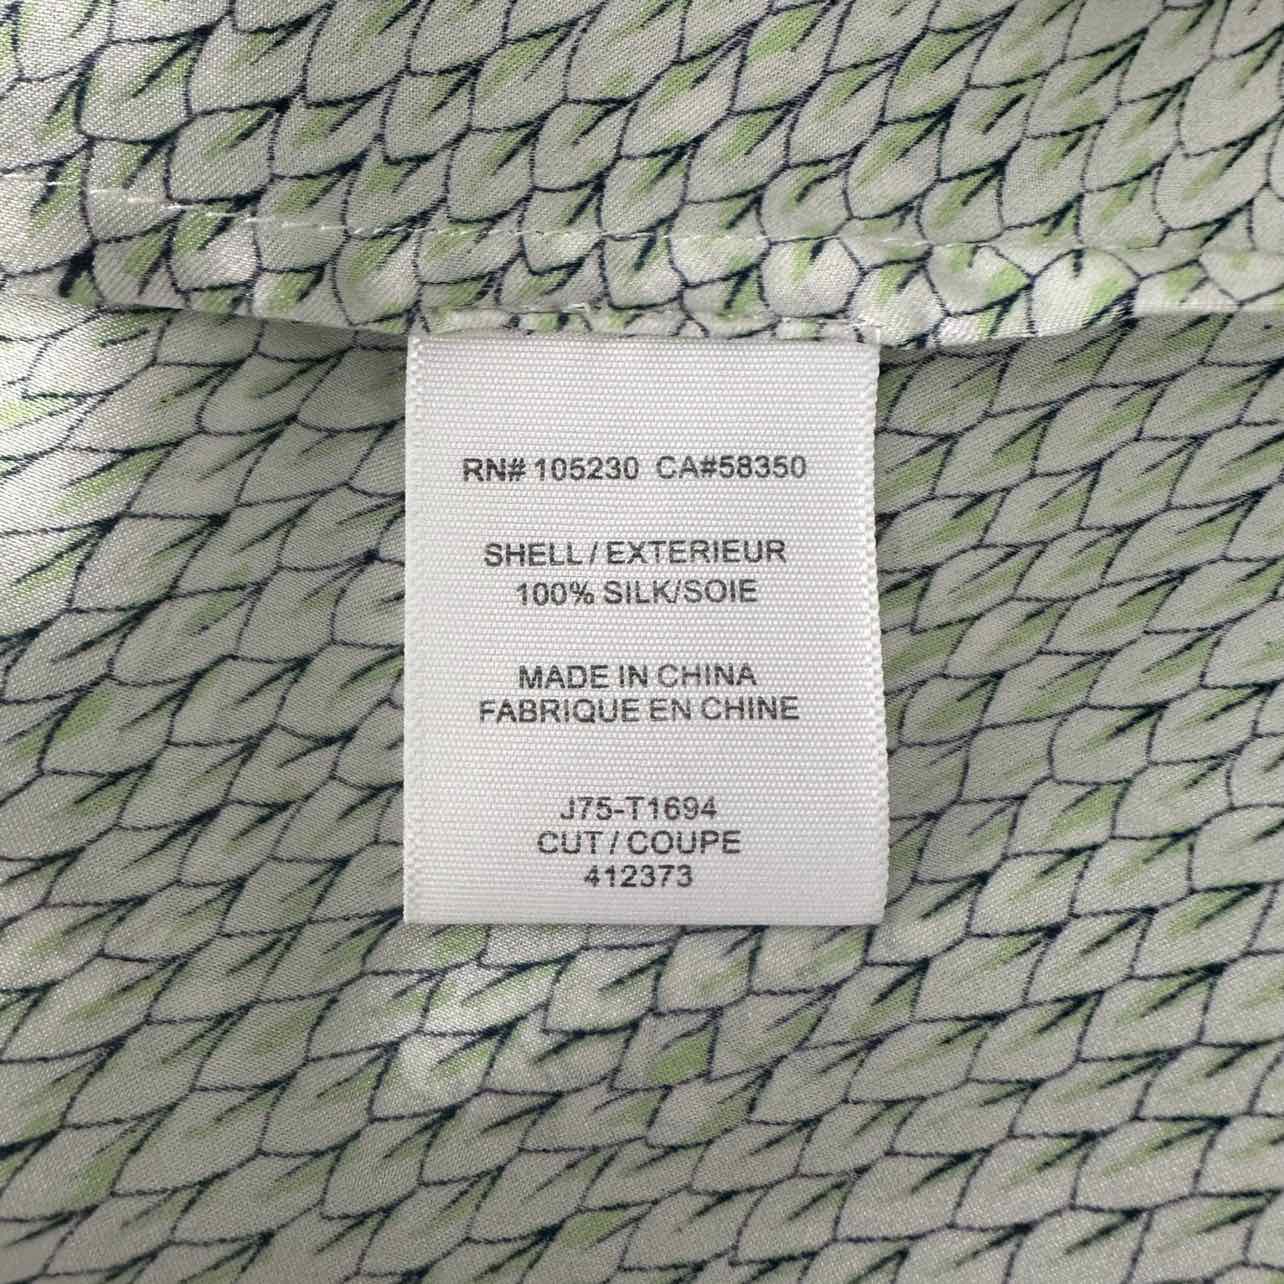 RN# 105230 CA#58350
SHELL / EXTERIEUR
100% SILK/SOIE
MADE IN CHINA
FABRIQUE EN CHINE
J75-T1694
CUT / COUPE
412373